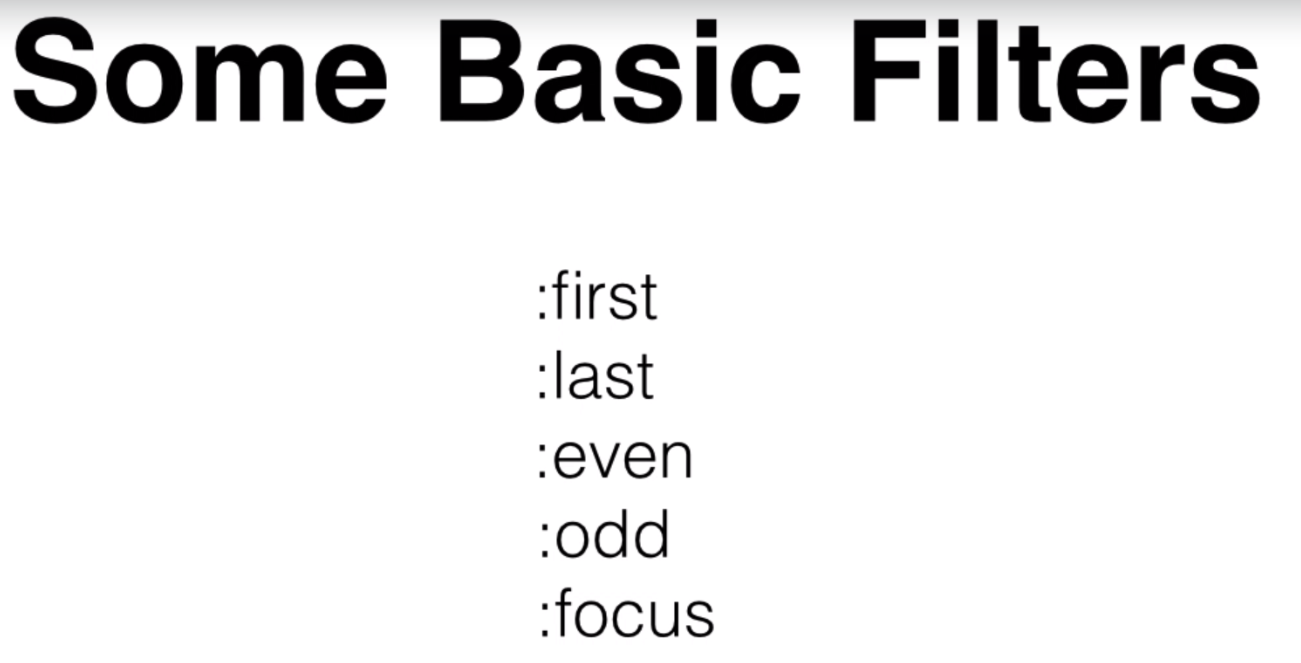 Some Basic Filters
:first
:last
:even
:odd
:focus